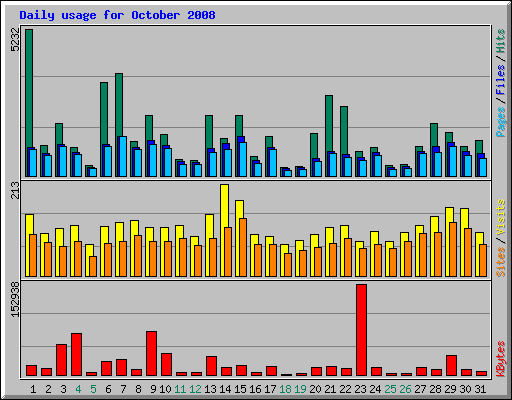 Daily usage for October 2008
5232
213
152938
Pages / Files / Hits
Sites / Visits
KBytes
1 2 3 4 5 6 7 8 9 10 11 12 13 14 15 16 17 18 19 20 21 22 23 24 25 26 27 28 29 30 31